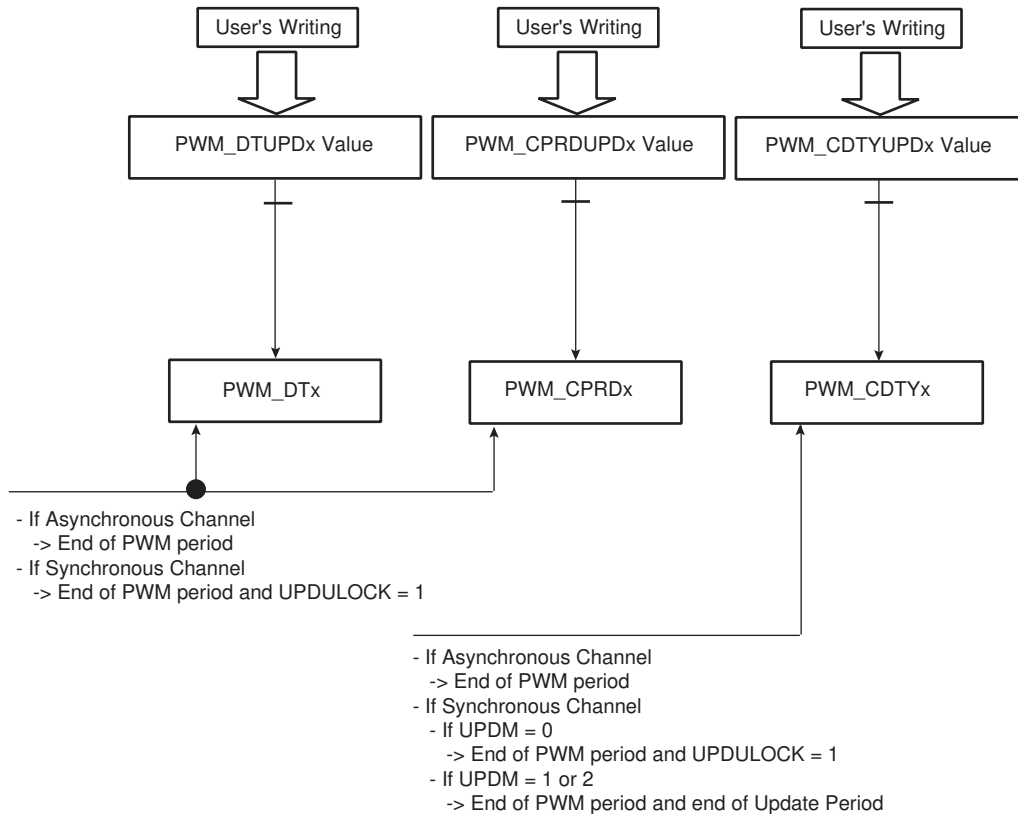 User's Writing
User's Writing
User's Writing
PWM_DTUPDx Value
PWM_CPRDUPDx Value
PWM_CDTYUPDx Value
PWM_DTx
PWM_CPRDx
PWM_CDTYx
- If Asynchronous Channel
-> End of PWM period
- If Synchronous Channel
-> End of PWM period and UPDULOCK = 1
- If Asynchronous Channel
-> End of PWM period
- If Synchronous Channel
- If UPDM = 0
-> End of PWM period and UPDULOCK = 1
- If UPDM = 1 or 2
-> End of PWM period and end of Update Period